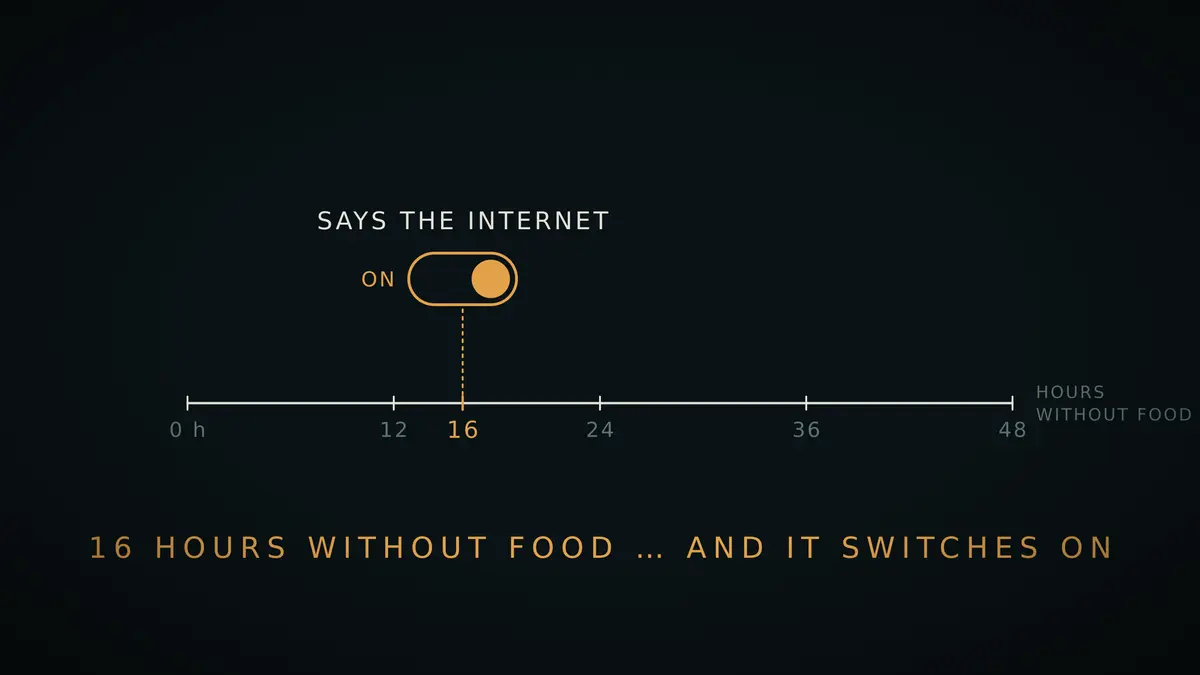 SAYS THE INTERNET
ON
HOURS
WITHOUT FOOD
0 h 12 16 24 36 48
16 HOURS WITHOUT FOOD … AND IT SWITCHES ON